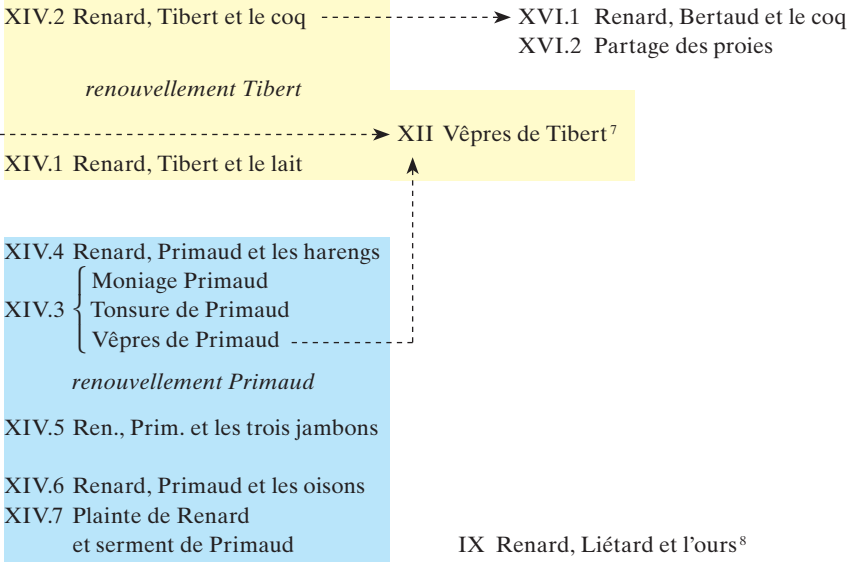 XIV.2 Renard, Tibert et le coq
XVI.1 Renard, Bertaud et le coq
XVI.2 Partage des proies
renouvellement Tibert
XII Vêpres de Tibert⁷
XIV.1 Renard, Tibert et le lait
XIV.4 Renard, Primaud et les harengs
Moniage Primaud
XIV.3 Tonsure de Primaud
Vêpres de Primaud
renouvellement Primaud
XIV.5 Ren., Prim. et les trois jambons
XIV.6 Renard, Primaud et les oisons
XIV.7 Plainte de Renard
et serment de Primaud
IX Renard, Liétard et l'ours⁸